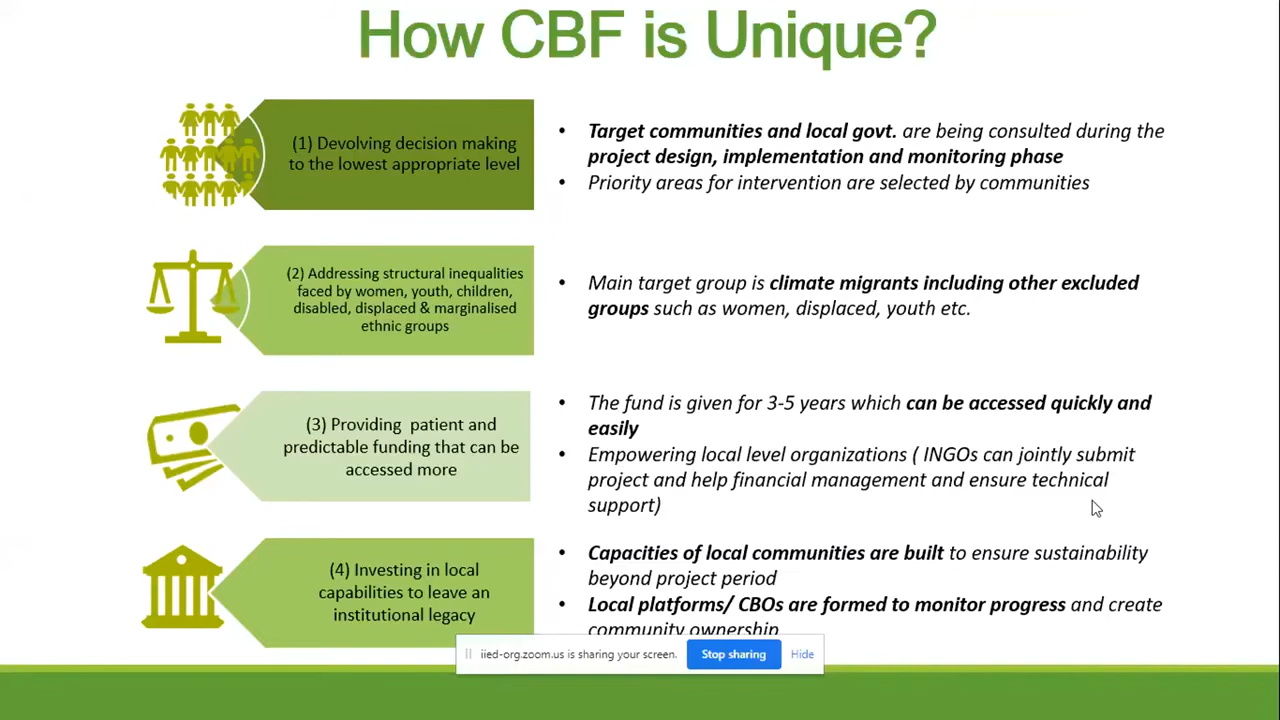 How CBF is Unique?
(1) Devolving decision making
to the lowest appropriate level
• Target communities and local govt. are being consulted during the
project design, implementation and monitoring phase
• Priority areas for intervention are selected by communities
(2) Addressing structural inequalities
faced by women, youth, children,
disabled, displaced & marginalised
ethnic groups
• Main target group is climate migrants including other excluded
groups such as women, displaced, youth etc.
(3) Providing patient and
predictable funding that can be
accessed more
• The fund is given for 3-5 years which can be accessed quickly and
easily
• Empowering local level organizations ( INGOs can jointly submit
project and help financial management and ensure technical
support)
(4) Investing in local
capabilities to leave an
institutional legacy
• Capacities of local communities are built to ensure sustainability
beyond project period
• Local platforms/ CBOs are formed to monitor progress and create
community ownership
iied-org.zoom.us is sharing your screen.
Stop sharing
Hide